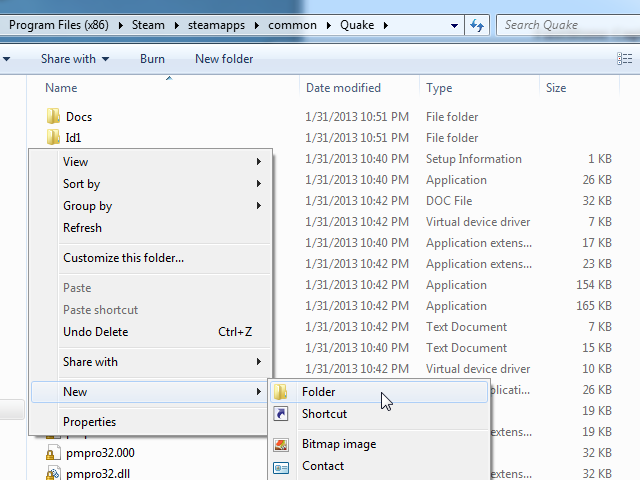 Program Files (x86) Steam steamapps common Quake Search Quake
Share with Burn New folder
Name Date modified Type Size
Docs 1/31/2013 10:51 PM File folder
Id1 1/31/2013 10:51 PM File folder
View 1/31/2013 10:40 PM Setup Information 1 KB
Sort by 1/31/2013 10:40 PM Application 26 KB
Group by 1/31/2013 10:42 PM DOC File 32 KB
Refresh 1/31/2013 10:42 PM Virtual device driver 7 KB
1/31/2013 10:40 PM Application extens... 17 KB
Customize this folder... 1/31/2013 10:42 PM Application extens... 23 KB
Paste 1/31/2013 10:42 PM Application 154 KB
Paste shortcut 1/31/2013 10:42 PM Application 165 KB
Undo Delete Ctrl+Z 1/31/2013 10:42 PM Text Document 7 KB
1/31/2013 10:40 PM Text Document 15 KB
Share with 1/31/2013 10:42 PM Virtual device driver 10 KB
New Folder 26 KB
Shortcut 19 KB
Properties 32 KB
Bitmap image
pmpro32.000 19 KB
Contact
pmpro32.dll 32 KB